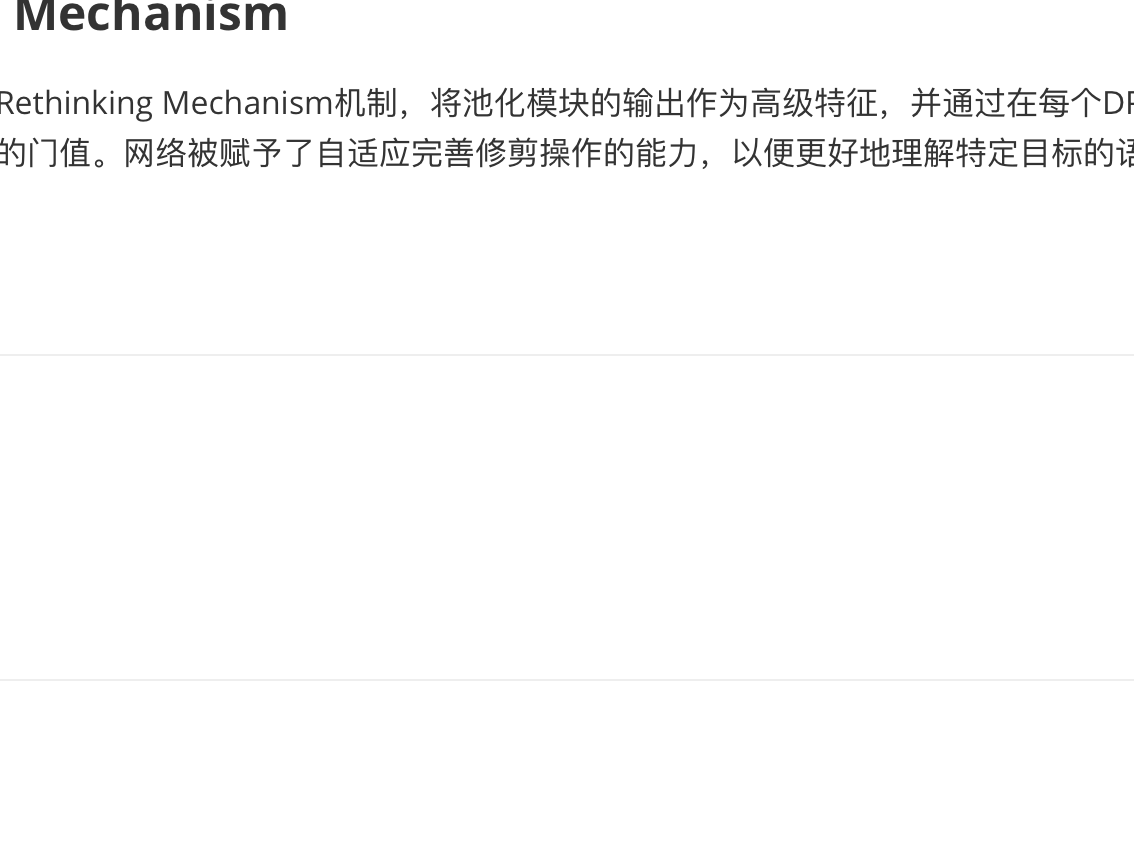 Mechanism
Rethinking Mechanism机制，将池化模块的输出作为高级特征，并通过在每个
的门值。网络被赋予了自适应完善修剪操作的能力，以便更好地理解特定目标的语